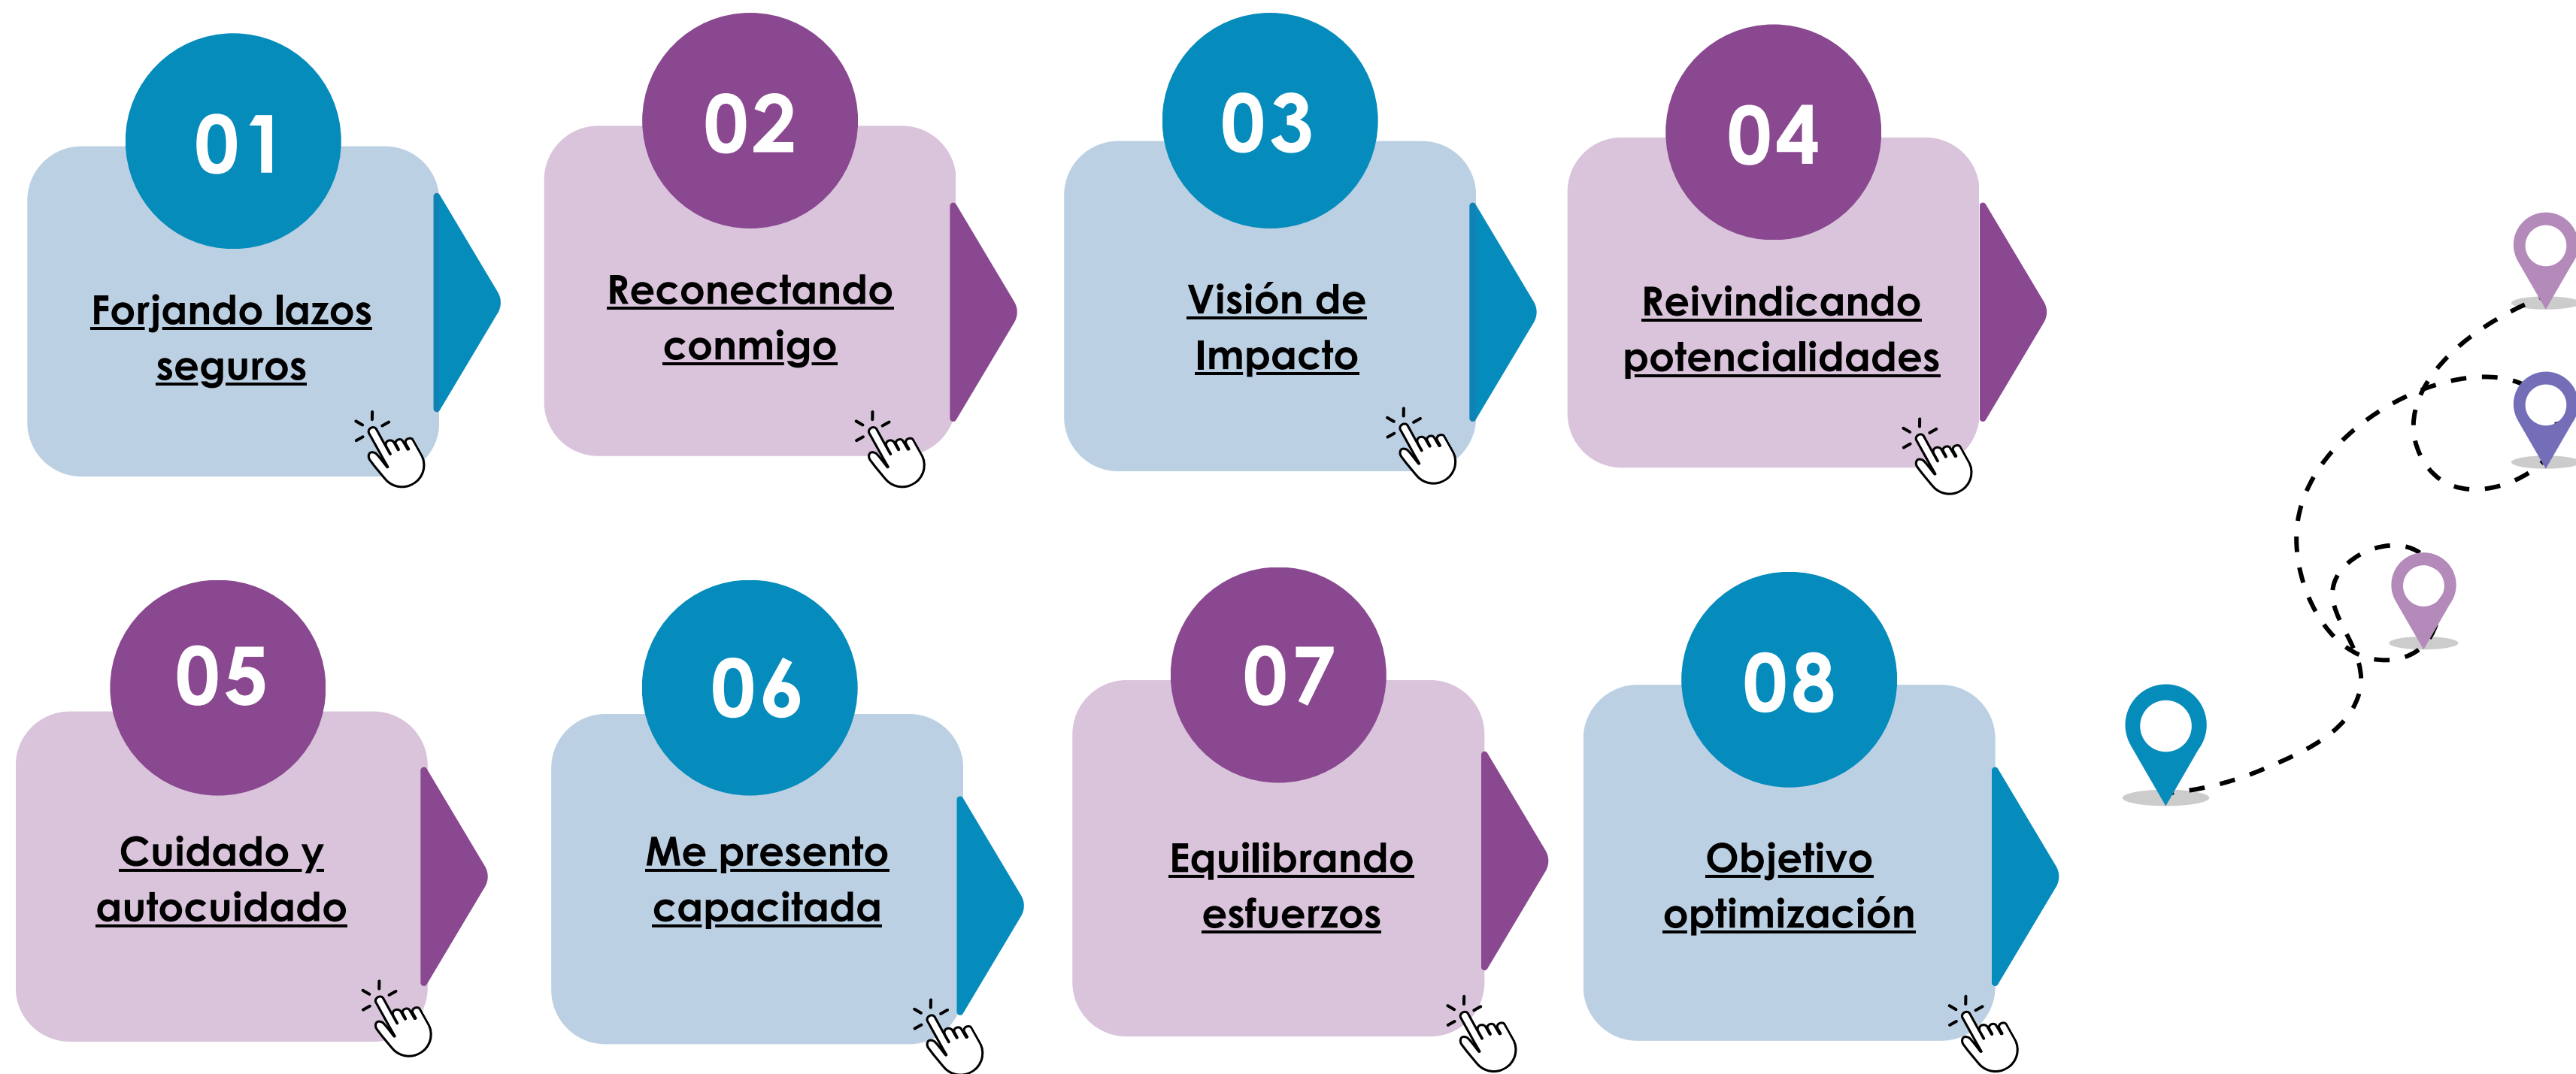 01
Forjando lazos
seguros
02
Reconectando
conmigo
03
Visión de
Impacto
04
Reivindicando
potencialidades
05
Cuidado y
autocuidado
06
Me presento
capacitada
07
Equilibrando
esfuerzos
08
Objetivo
optimización